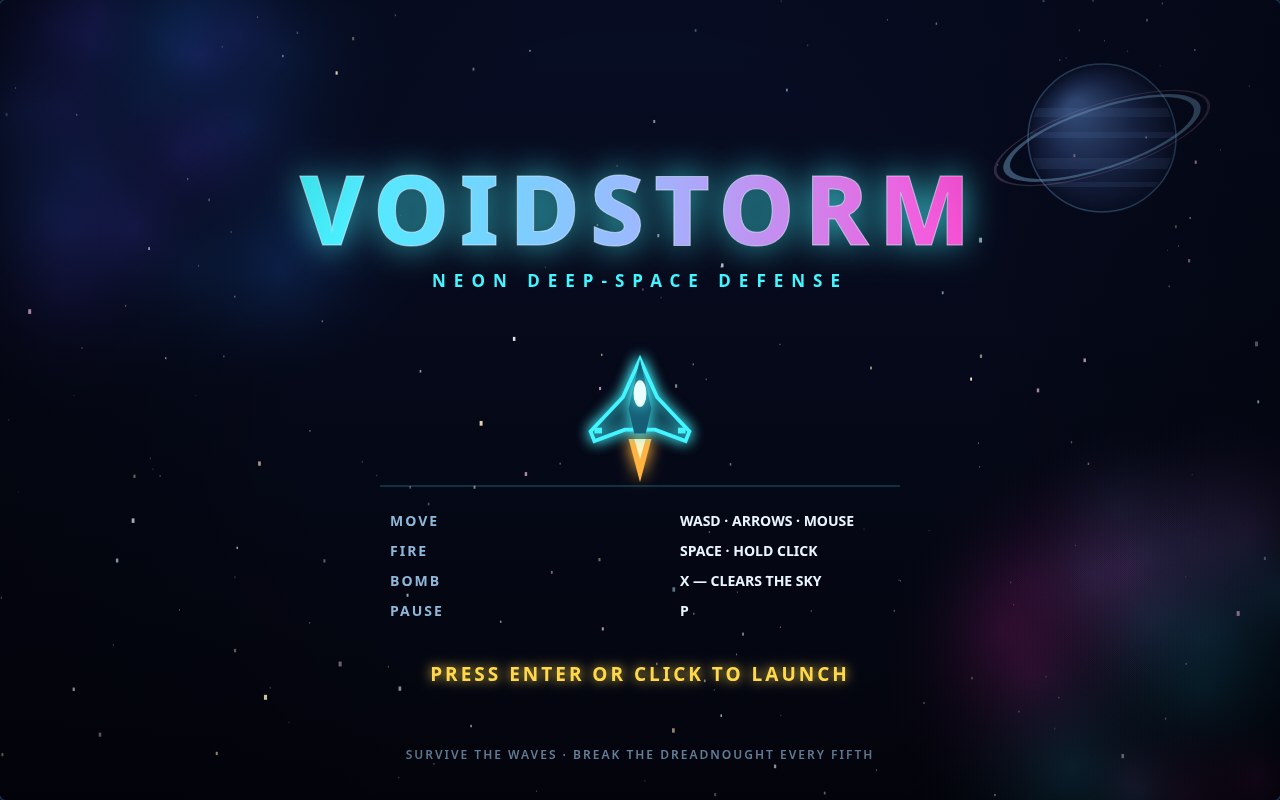 VOIDSTORM
NEON DEEP-SPACE DEFENSE
MOVE WASD · ARROWS · MOUSE
FIRE SPACE · HOLD CLICK
BOMB X — CLEARS THE SKY
PAUSE P
PRESS ENTER OR CLICK TO LAUNCH
SURVIVE THE WAVES · BREAK THE DREADNOUGHT EVERY FIFTH